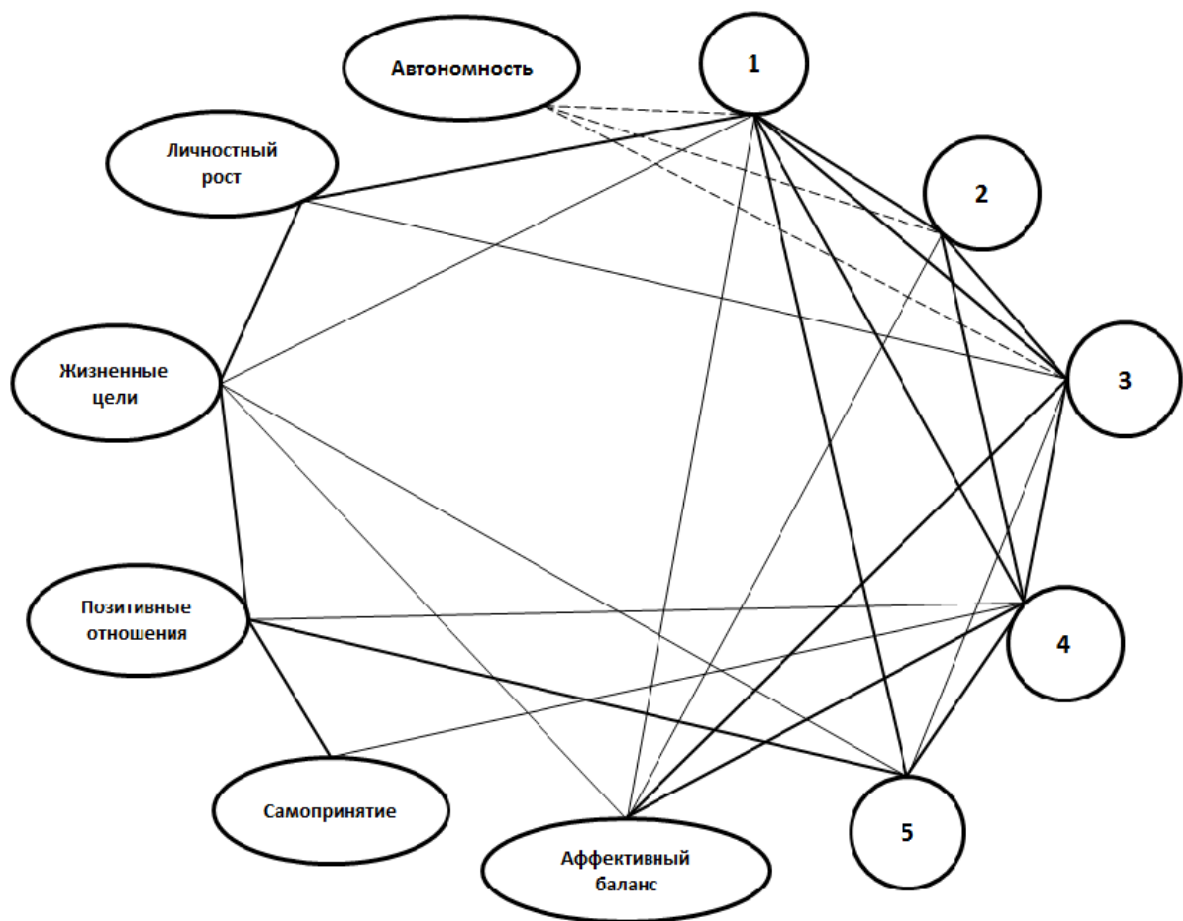 Автономность
1
Личностный
рост
2
Жизненные
цели
3
Позитивные
отношения
4
Самопринятие
Аффективный
баланс
5